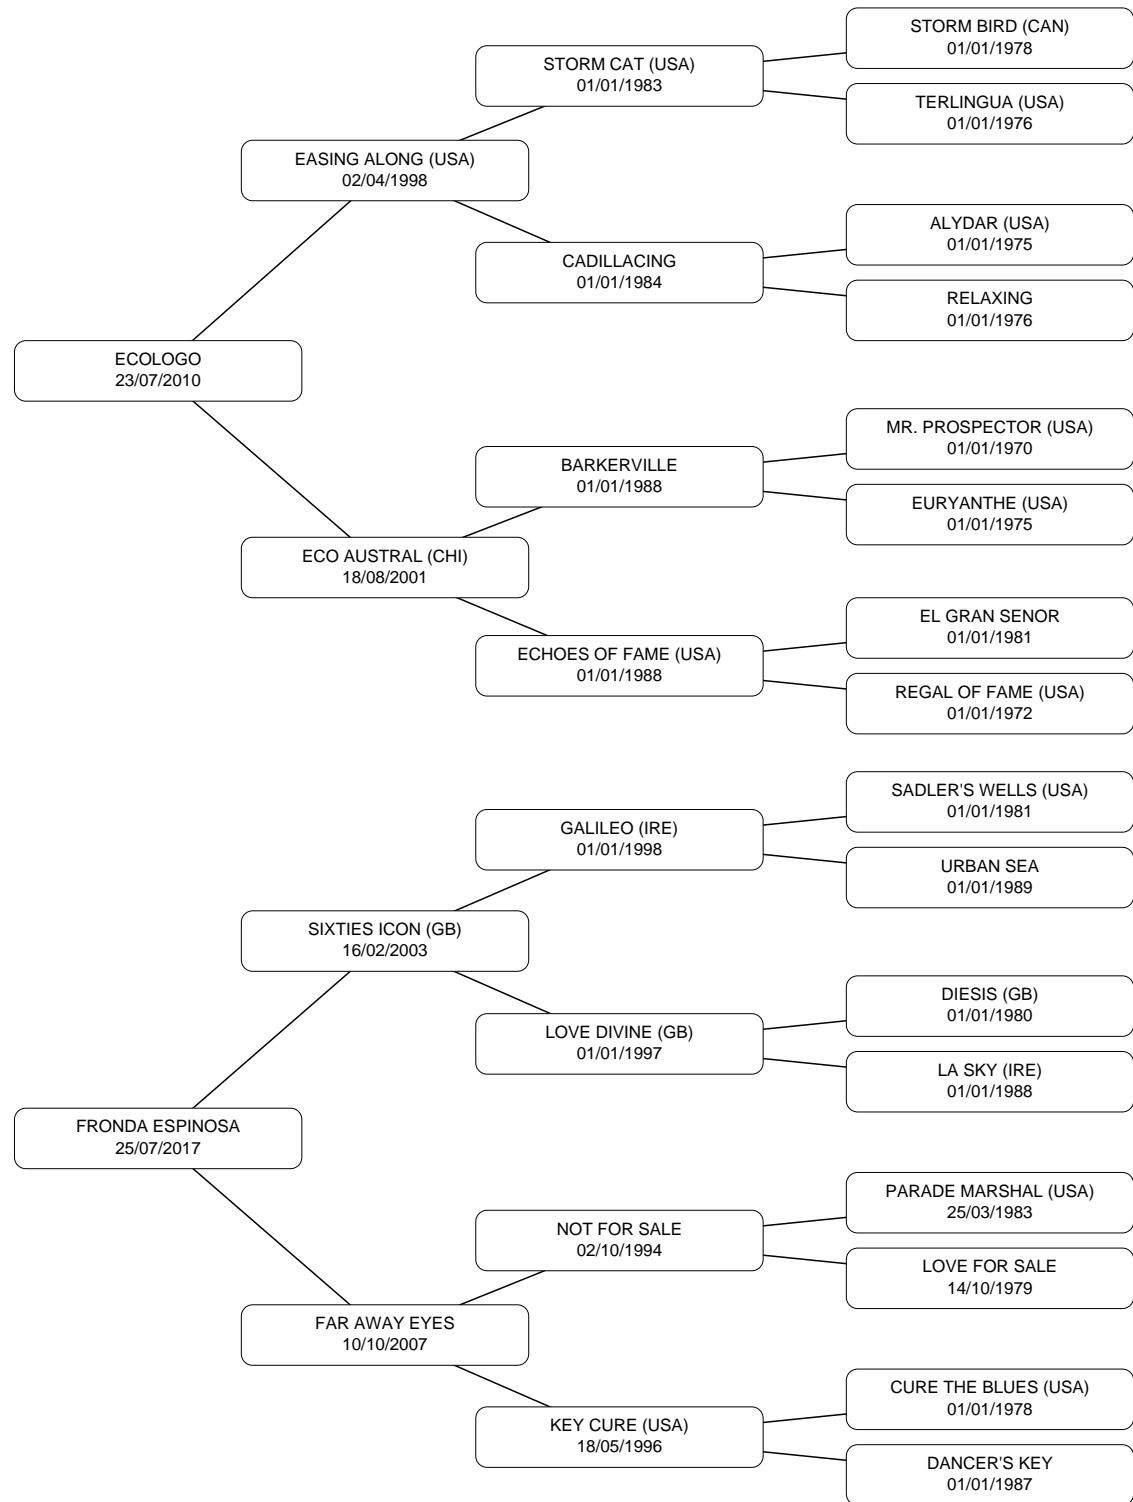 STORM BIRD (CAN)
01/01/1978
STORM CAT (USA)
01/01/1983
TERLINGUA (USA)
01/01/1976
EASING ALONG (USA)
02/04/1998
ALYDAR (USA)
01/01/1975
CADILLACING
01/01/1984
RELAXING
01/01/1976
ECOLOGO
23/07/2010
MR. PROSPECTOR (USA)
01/01/1970
BARKERVILLE
01/01/1988
EURYANTHE (USA)
01/01/1975
ECO AUSTRAL (CHI)
18/08/2001
EL GRAN SENOR
01/01/1981
ECHOES OF FAME (USA)
01/01/1988
REGAL OF FAME (USA)
01/01/1972
SADLER'S WELLS (USA)
01/01/1981
GALILEO (IRE)
01/01/1998
URBAN SEA
01/01/1989
SIXTIES ICON (GB)
16/02/2003
DIESIS (GB)
01/01/1980
LOVE DIVINE (GB)
01/01/1997
LA SKY (IRE)
01/01/1988
FRONDA ESPINOSA
25/07/2017
PARADE MARSHAL (USA)
25/03/1983
NOT FOR SALE
02/10/1994
LOVE FOR SALE
14/10/1979
FAR AWAY EYES
10/10/2007
CURE THE BLUES (USA)
01/01/1978
KEY CURE (USA)
18/05/1996
DANCER'S KEY
01/01/1987